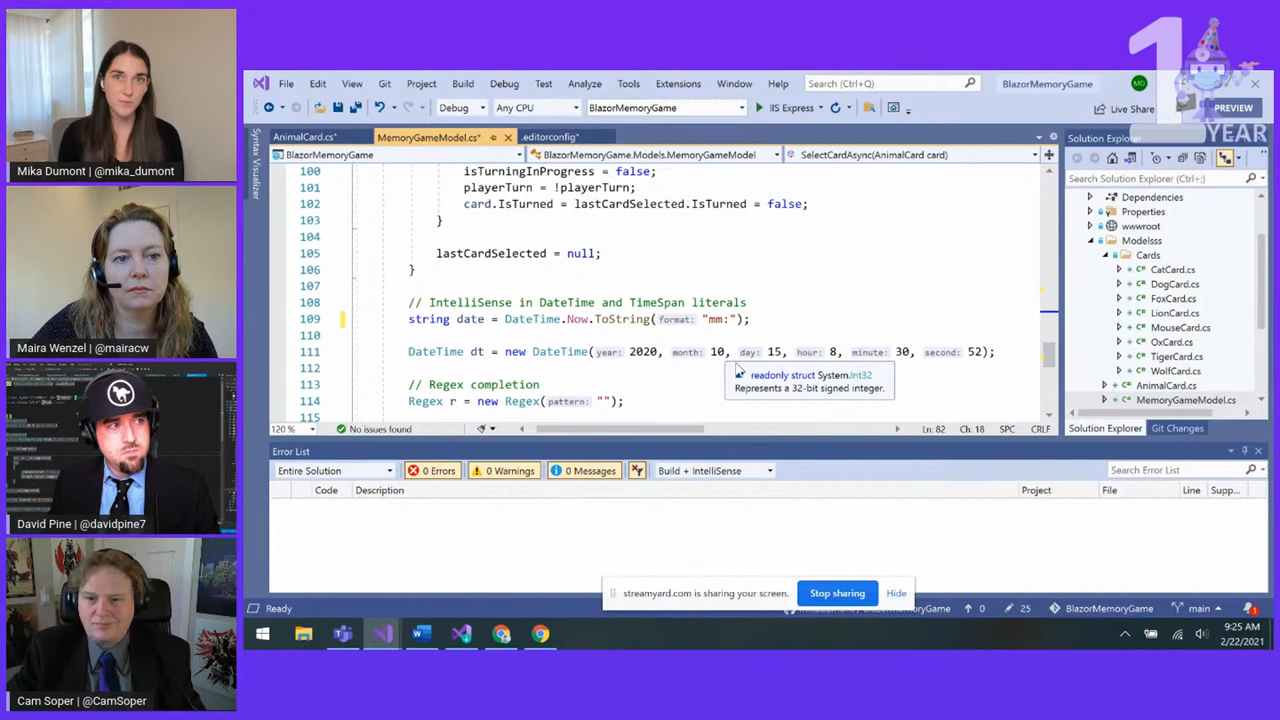 Mika Dumont | @mika_dumont
Maira Wenzel | @mairacw
David Pine | @davidpine7
Cam Soper | @CamSoper
1
YEAR
File Edit View Git Project Build Debug Test Analyze Tools Extensions Window Help Search (Ctrl+Q) BlazorMemoryGame MD
Debug Any CPU BlazorMemoryGame IIS Express Live Share PREVIEW
Syntax Visualizer
AnimalCard.cs* MemoryGameModel.cs* .editorconfig*
BlazorMemoryGame BlazorMemoryGame.Models.MemoryGameModel SelectCardAsync(AnimalCard card)
100 isTurningInProgress = false;
101 playerTurn = !playerTurn;
102 card.IsTurned = lastCardSelected.IsTurned = false;
103 }
104
105 lastCardSelected = null;
106 }
107
108 // IntelliSense in DateTime and TimeSpan literals
109 string date = DateTime.Now.ToString(format: "mm:");
110
111 DateTime dt = new DateTime(year: 2020, month: 10, day: 15, hour: 8, minute: 30, second: 52);
112
readonly struct System.Int32
Represents a 32-bit signed integer.
113 // Regex completion
114 Regex r = new Regex(pattern: "");
115
120 % No issues found Ln: 82 Ch: 18 SPC CRLF
Solution Explorer
Search Solution Explorer (Ctrl+;)
Dependencies
Properties
wwwroot
Modelsss
Cards
CatCard.cs
DogCard.cs
FoxCard.cs
LionCard.cs
MouseCard.cs
OxCard.cs
TigerCard.cs
WolfCard.cs
AnimalCard.cs
MemoryGameModel.cs
Solution Explorer Git Changes
Error List
Entire Solution 0 Errors 0 Warnings 0 Messages Build + IntelliSense Search Error List
Code Description Project File Line Supp...
streamyard.com is sharing your screen. Stop sharing Hide
Ready 0 25 BlazorMemoryGame main 1
9:25 AM
2/22/2021